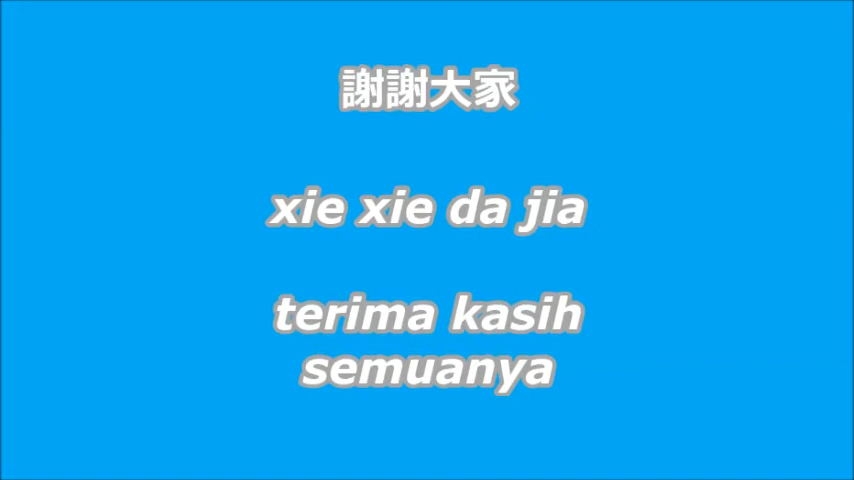 謝謝大家
xie xie da jia
terima kasih
semuanya